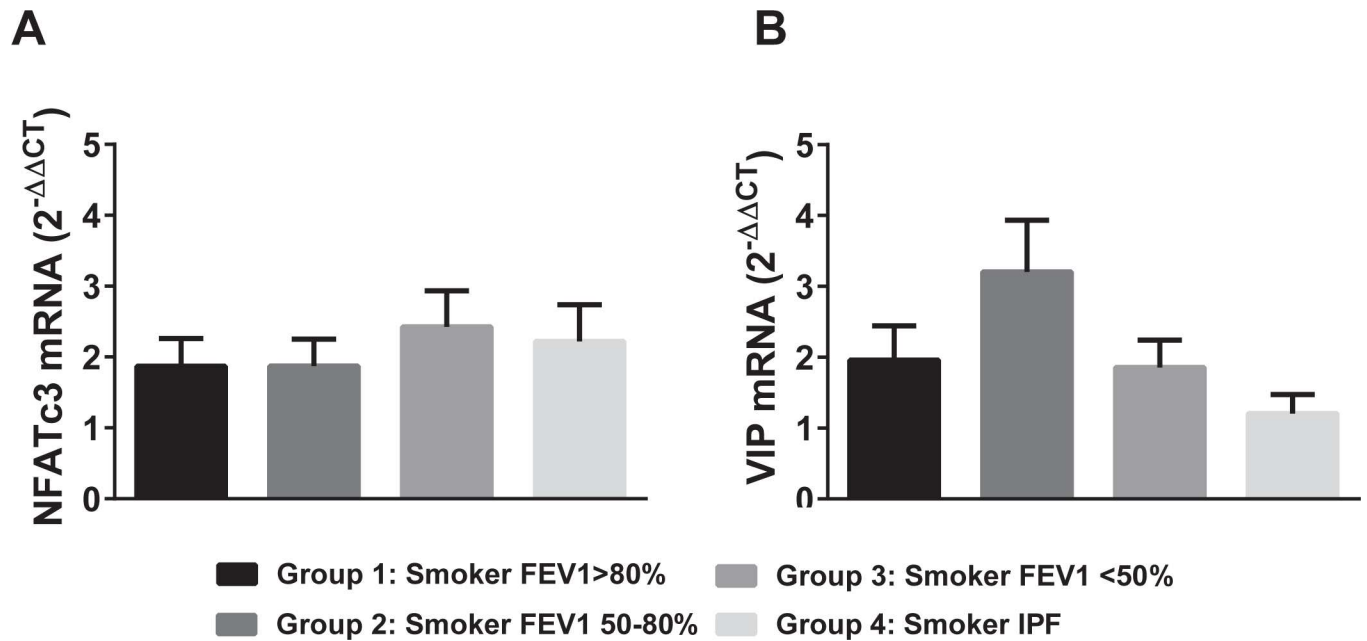 A
B
NFATc3 mRNA (2^-ΔΔCT)
5
4
3
2
1
0
VIP mRNA (2^-ΔΔCT)
5
4
3
2
1
0
Group 1: Smoker FEV1>80%
Group 3: Smoker FEV1 <50%
Group 2: Smoker FEV1 50-80%
Group 4: Smoker IPF